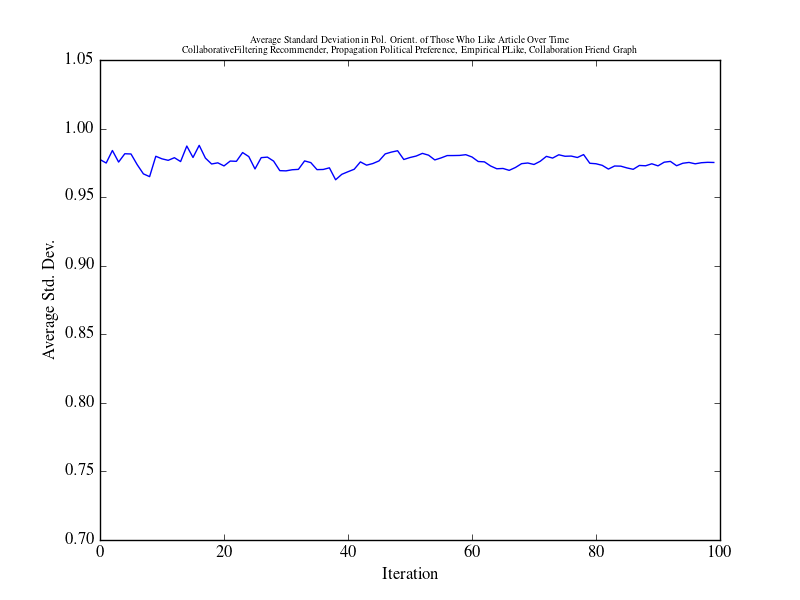 Average Standard Deviation in Pol. Orient. of Those Who Like Article Over Time
CollaborativeFiltering Recommender, Propagation Political Preference, Empirical PLike, Collaboration Friend Graph
1.05
1.00
0.95
0.90
0.85
0.80
0.75
0.70
Average Std. Dev.
0 20 40 60 80 100
Iteration